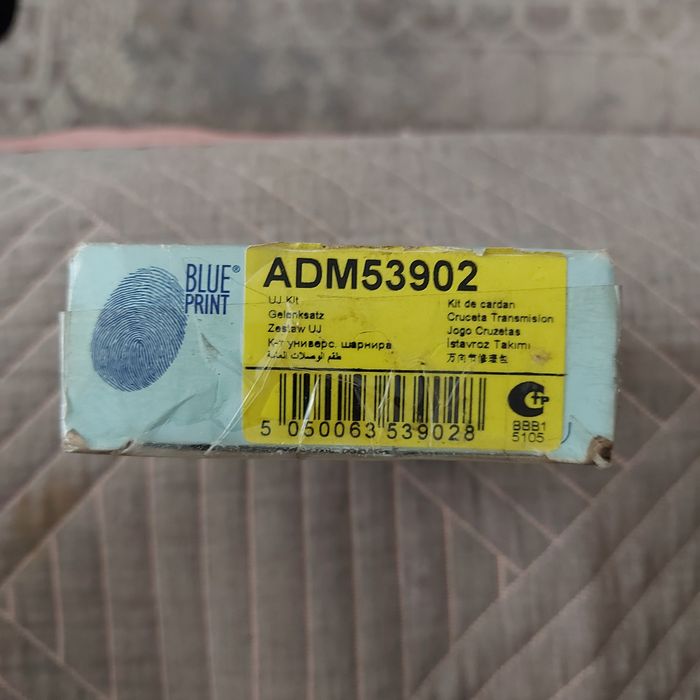 BLUE®
PRINT
ADM53902
UJ Kit
Gelenksatz
Zestaw UJ
К-т универс. шарнира
طقم الوصلات العامة
Kit de cardan
Cruceta Transmision
Jogo Cruzetas
İstavroz Takımı
万向节修理包
5 050063 539028
BBB1
5105